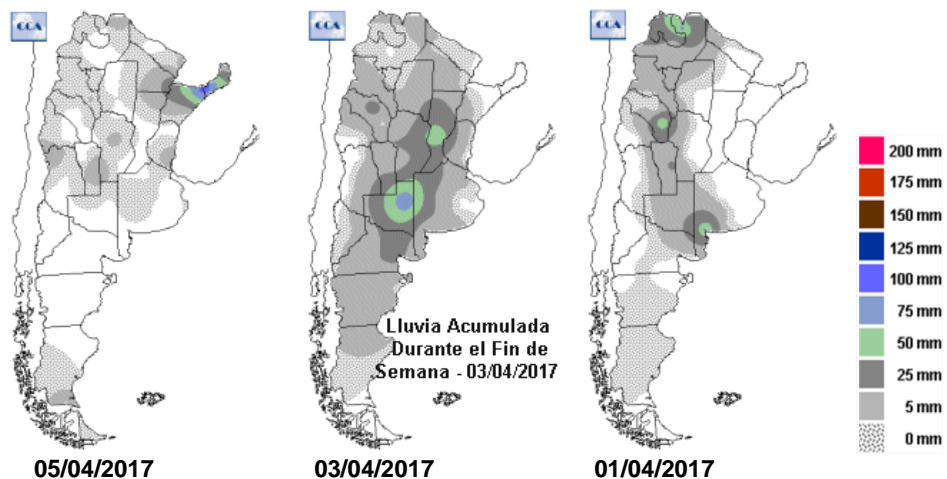 CCA
CCA
CCA
200 mm
175 mm
150 mm
125 mm
100 mm
75 mm
50 mm
25 mm
5 mm
0 mm
Lluvia Acumulada
Durante el Fin de
Semana - 03/04/2017
05/04/2017
03/04/2017
01/04/2017